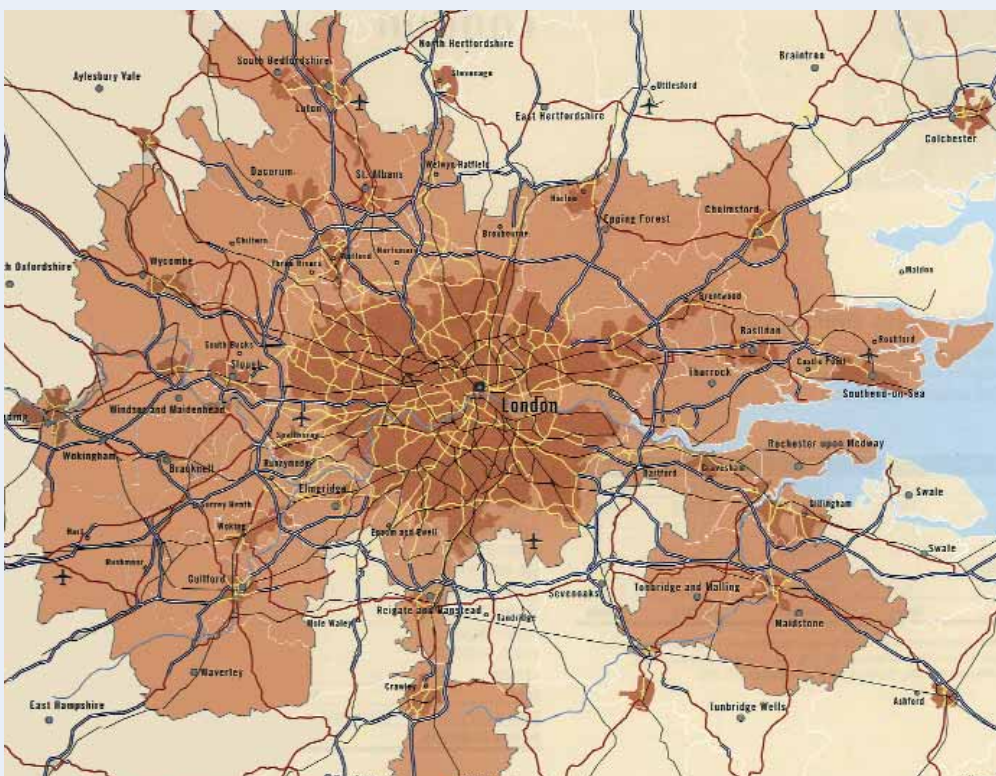 North Hertfordshire
Braintree
South Bedfordshire
Aylesbury Vale
Stevenage
Uttlesford
Luton
East Hertfordshire
Colchester
Welwyn Hatfield
Dacorum
St. Albans
Harlow
Chelmsford
Epping Forest
Broxbourne
Chiltern
Hertsmere
Watford
Three Rivers
Wycombe
Maldon
Brentwood
Basildon
Rochford
South Bucks
Slough
Castle Point
Thurrock
Southend-on-Sea
London
Windsor and Maidenhead
Spelthorne
Rochester upon Medway
Wokingham
Bracknell
Runnymede
Dartford
Gravesham
Elmbridge
Swale
Surrey Heath
Gillingham
Woking
Epsom and Ewell
Hart
Swale
Rushmoor
Guilford
Sevenoaks
Tonbridge and Malling
Reigate and Banstead
Tandridge
Mole Valley
Maidstone
Waverley
Crawley
Ashford
East Hampshire
Tunbridge Wells